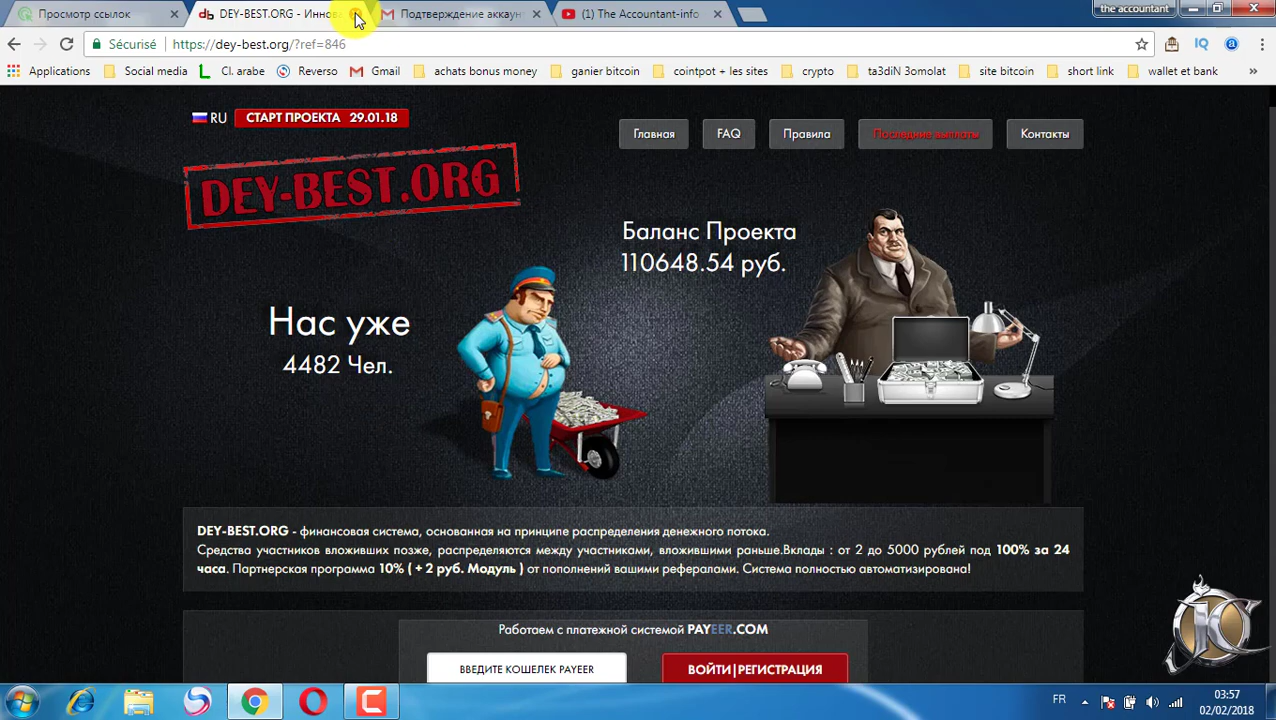 Просмотр ссылок
DEY-BEST.ORG - Иннова
Подтверждение аккаунт
(1) The Accountant-info
the accountant
Sécurisé
https://dey-best.org/?ref=846
Applications
Social media
Cl. arabe
Reverso
Gmail
achats bonus money
ganier bitcoin
cointpot + les sites
crypto
ta3diN 3omolat
site bitcoin
short link
wallet et bank
»
RU
СТАРТ ПРОЕКТА 29.01.18
Главная
FAQ
Правила
Последние выплаты
Контакты
DEY-BEST.ORG
Баланс Проекта
110648.54 руб.
Нас уже
4482 Чел.
DEY-BEST.ORG - финансовая система, основанная на принципе распределения денежного потока.
Средства участников вложивших позже, распределяются между участниками, вложившими раньше.Вклады : от 2 до 5000 рублей под 100% за 24
часа. Партнерская программа 10% ( + 2 руб. Модуль ) от пополнений вашими рефералами. Система полностью автоматизирована!
Работаем с платежной системой PAYEER.COM
ВВЕДИТЕ КОШЕЛЕК PAYEER
ВОЙТИ|РЕГИСТРАЦИЯ
FR
03:57
02/02/2018